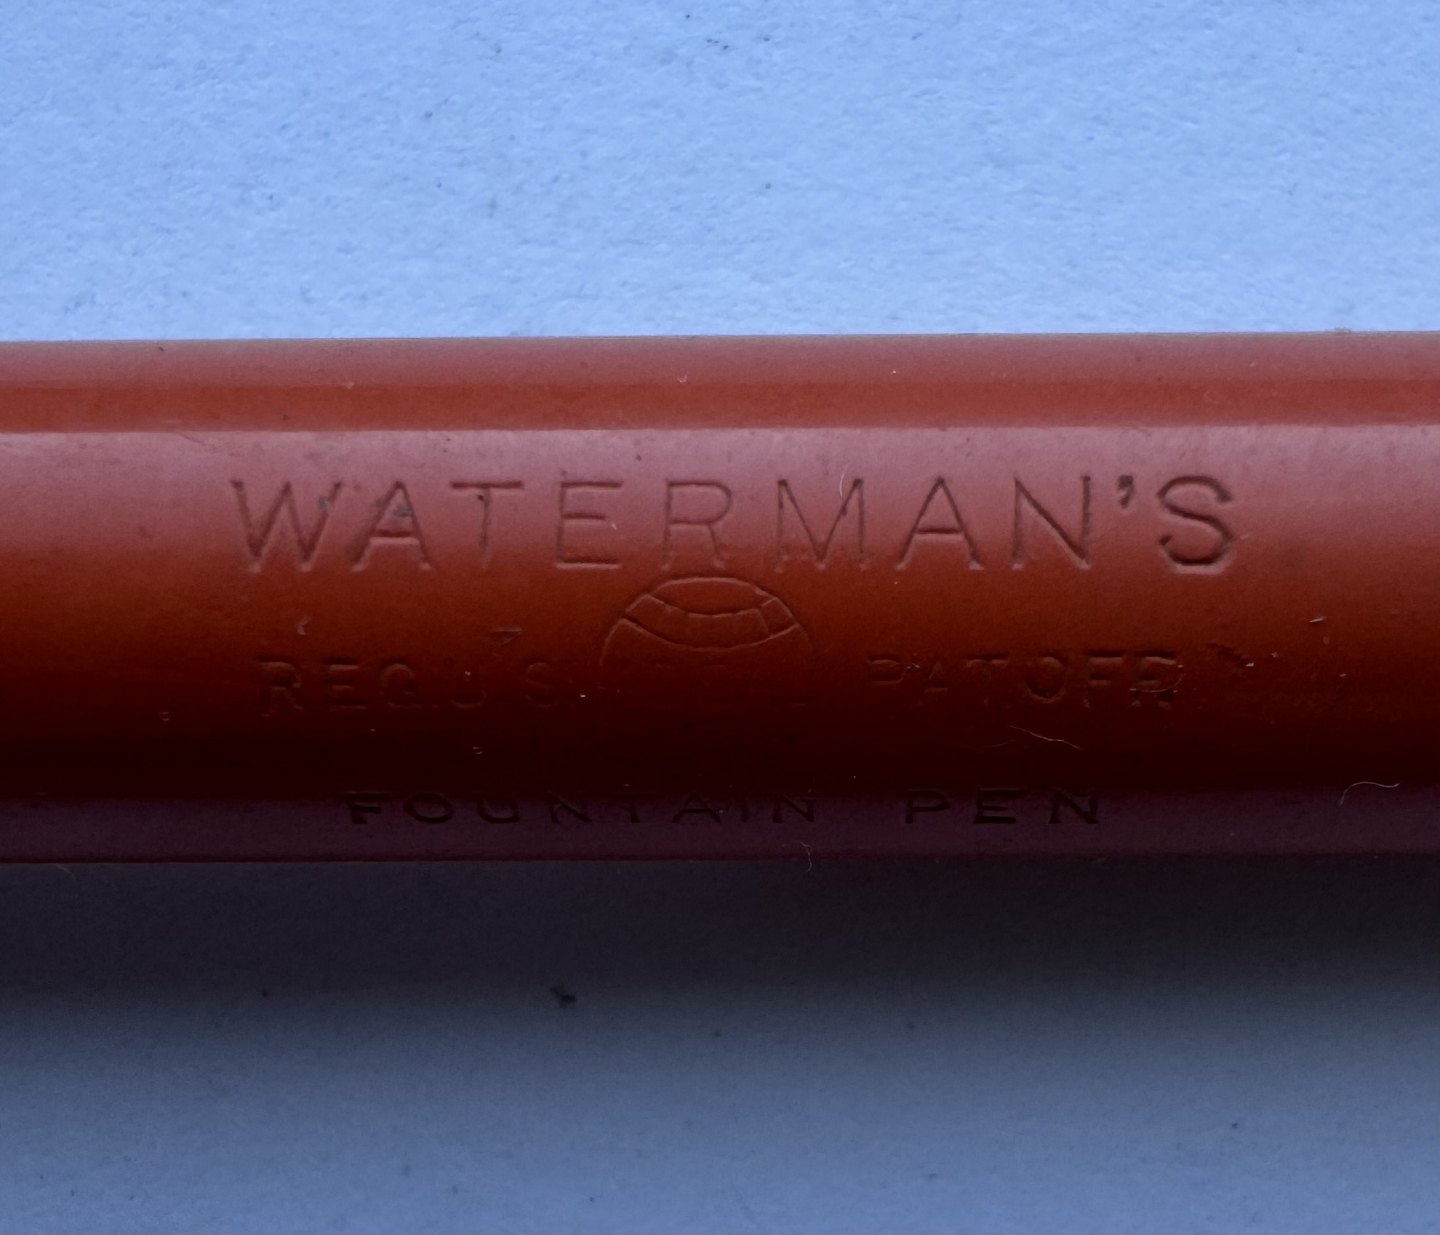 WATERMAN'S
REG.U.S. PAT.OFF.
FOUNTAIN PEN